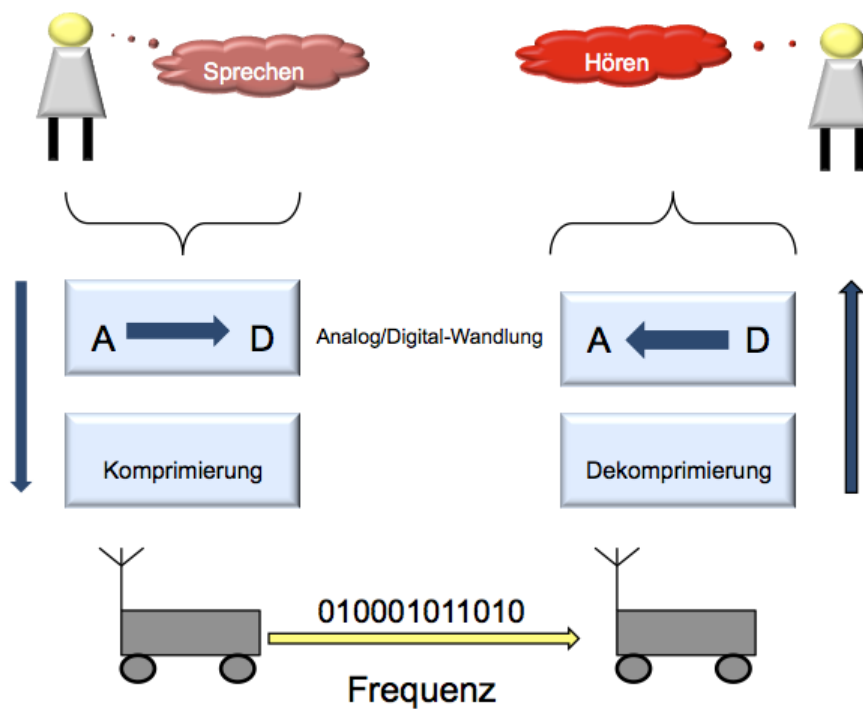 Sprechen
Hören
A D
Analog/Digital-Wandlung
A D
Komprimierung
Dekomprimierung
010001011010
Frequenz